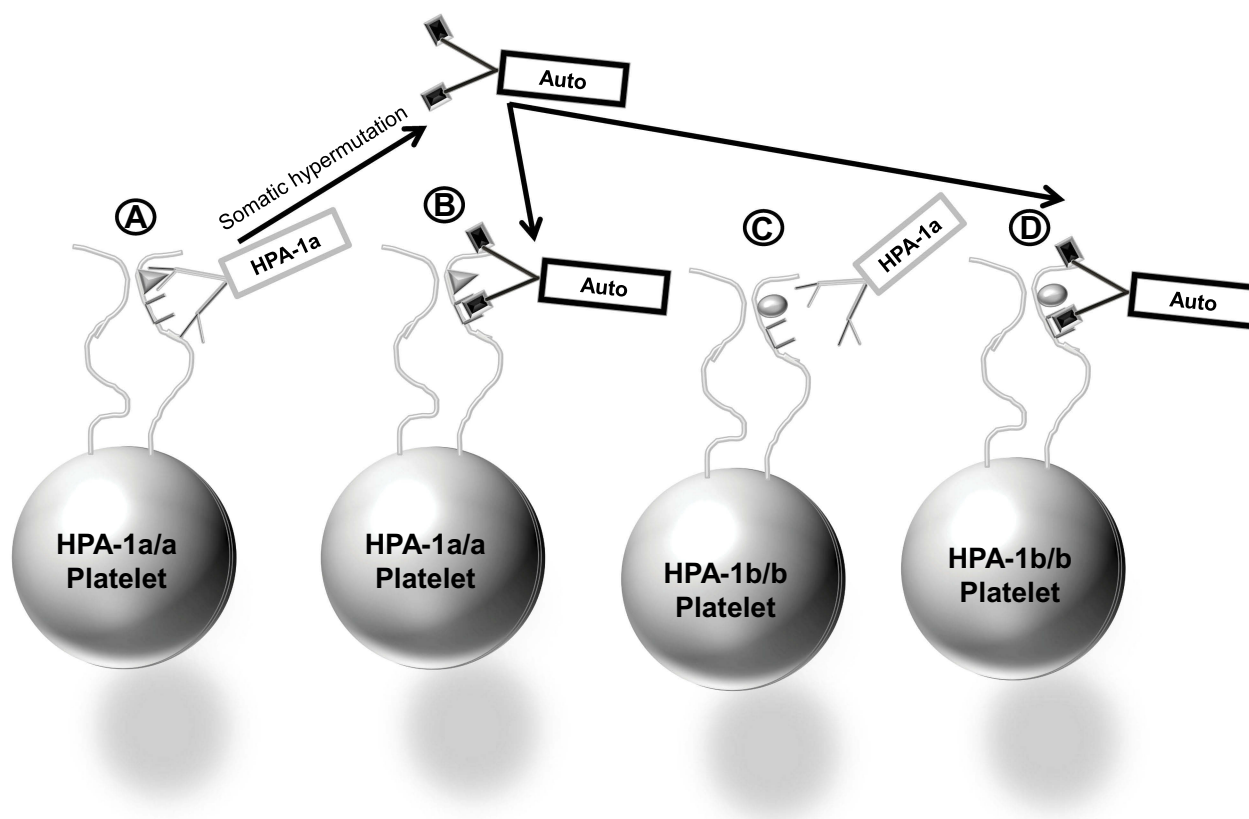 Auto
Somatic hypermutation
A
HPA-1a
B
Auto
C
HPA-1a
D
Auto
HPA-1a/a
Platelet
HPA-1a/a
Platelet
HPA-1b/b
Platelet
HPA-1b/b
Platelet